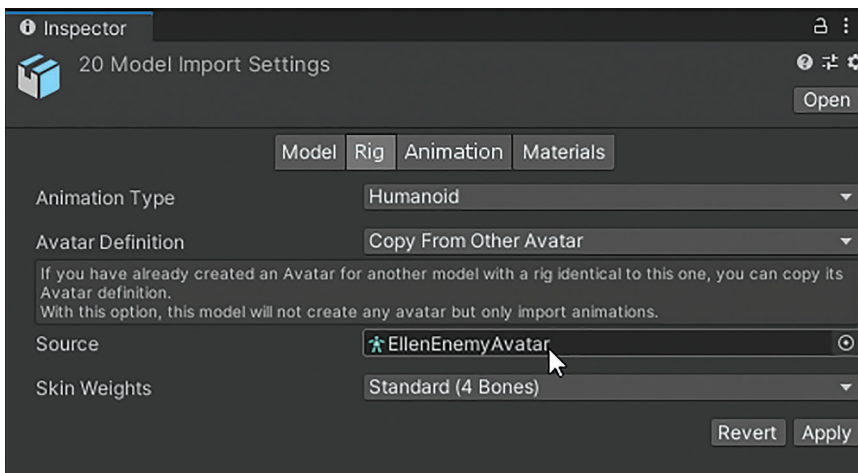 Inspector
20 Model Import Settings
Open
Model Rig Animation Materials
Animation Type Humanoid
Avatar Definition Copy From Other Avatar
If you have already created an Avatar for another model with a rig identical to this one, you can copy its
Avatar definition.
With this option, this model will not create any avatar but only import animations.
Source EllenEnemyAvatar
Skin Weights Standard (4 Bones)
Revert Apply